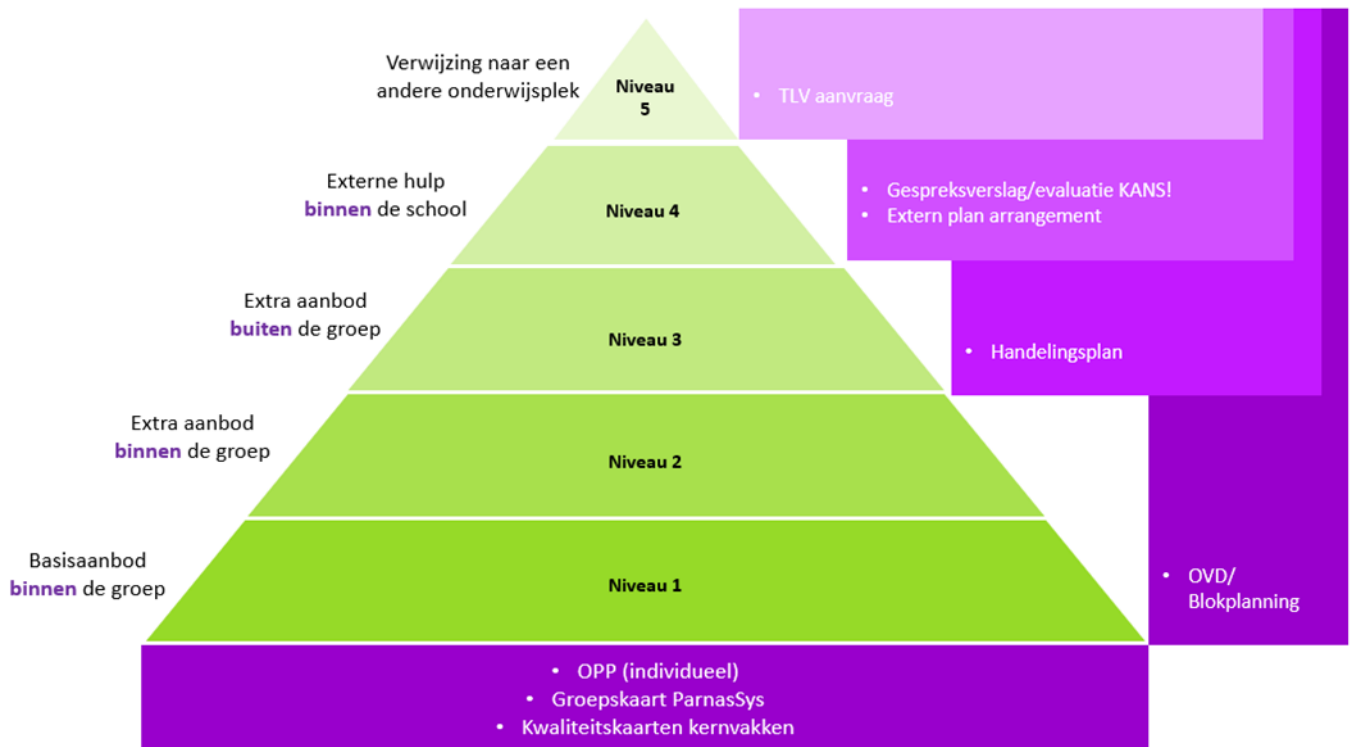 Verwijzing naar een
andere onderwijsplek
Niveau
5
• TLV aanvraag
Externe hulp
binnen de school
Niveau 4
• Gespreksverslag/evaluatie KANS!
• Extern plan arrangement
Extra aanbod
buiten de groep
Niveau 3
• Handelingsplan
Extra aanbod
binnen de groep
Niveau 2
Basisaanbod
binnen de groep
Niveau 1
• OVD/
Blokplanning
• OPP (individueel)
• Groepskaart ParnasSys
• Kwaliteitskaarten kernvakken